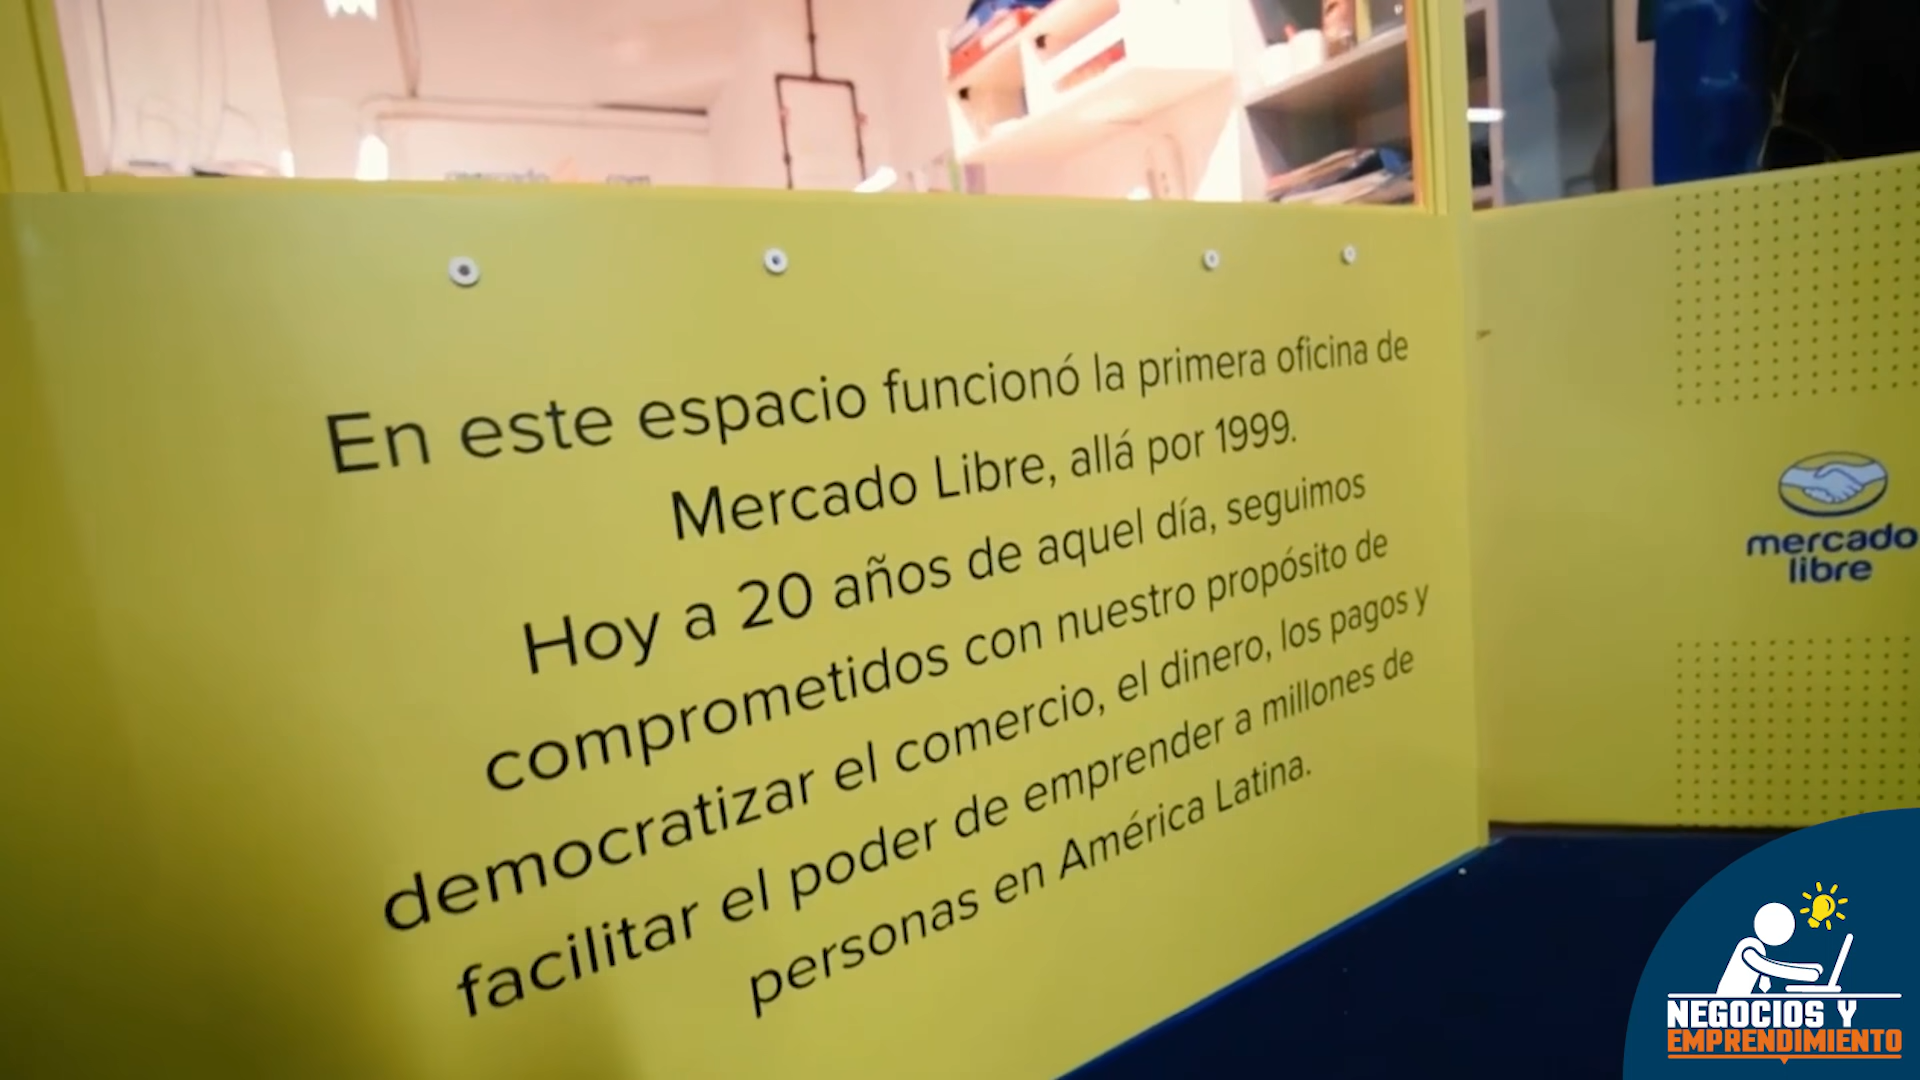 En este espacio funcionó la primera oficina de
Mercado Libre, allá por 1999.
Hoy a 20 años de aquel día, seguimos
comprometidos con nuestro propósito de
democratizar el comercio, el dinero, los pagos y
facilitar el poder de emprender a millones de
personas en América Latina.
mercado
libre
NEGOCIOS Y
EMPRENDIMIENTO